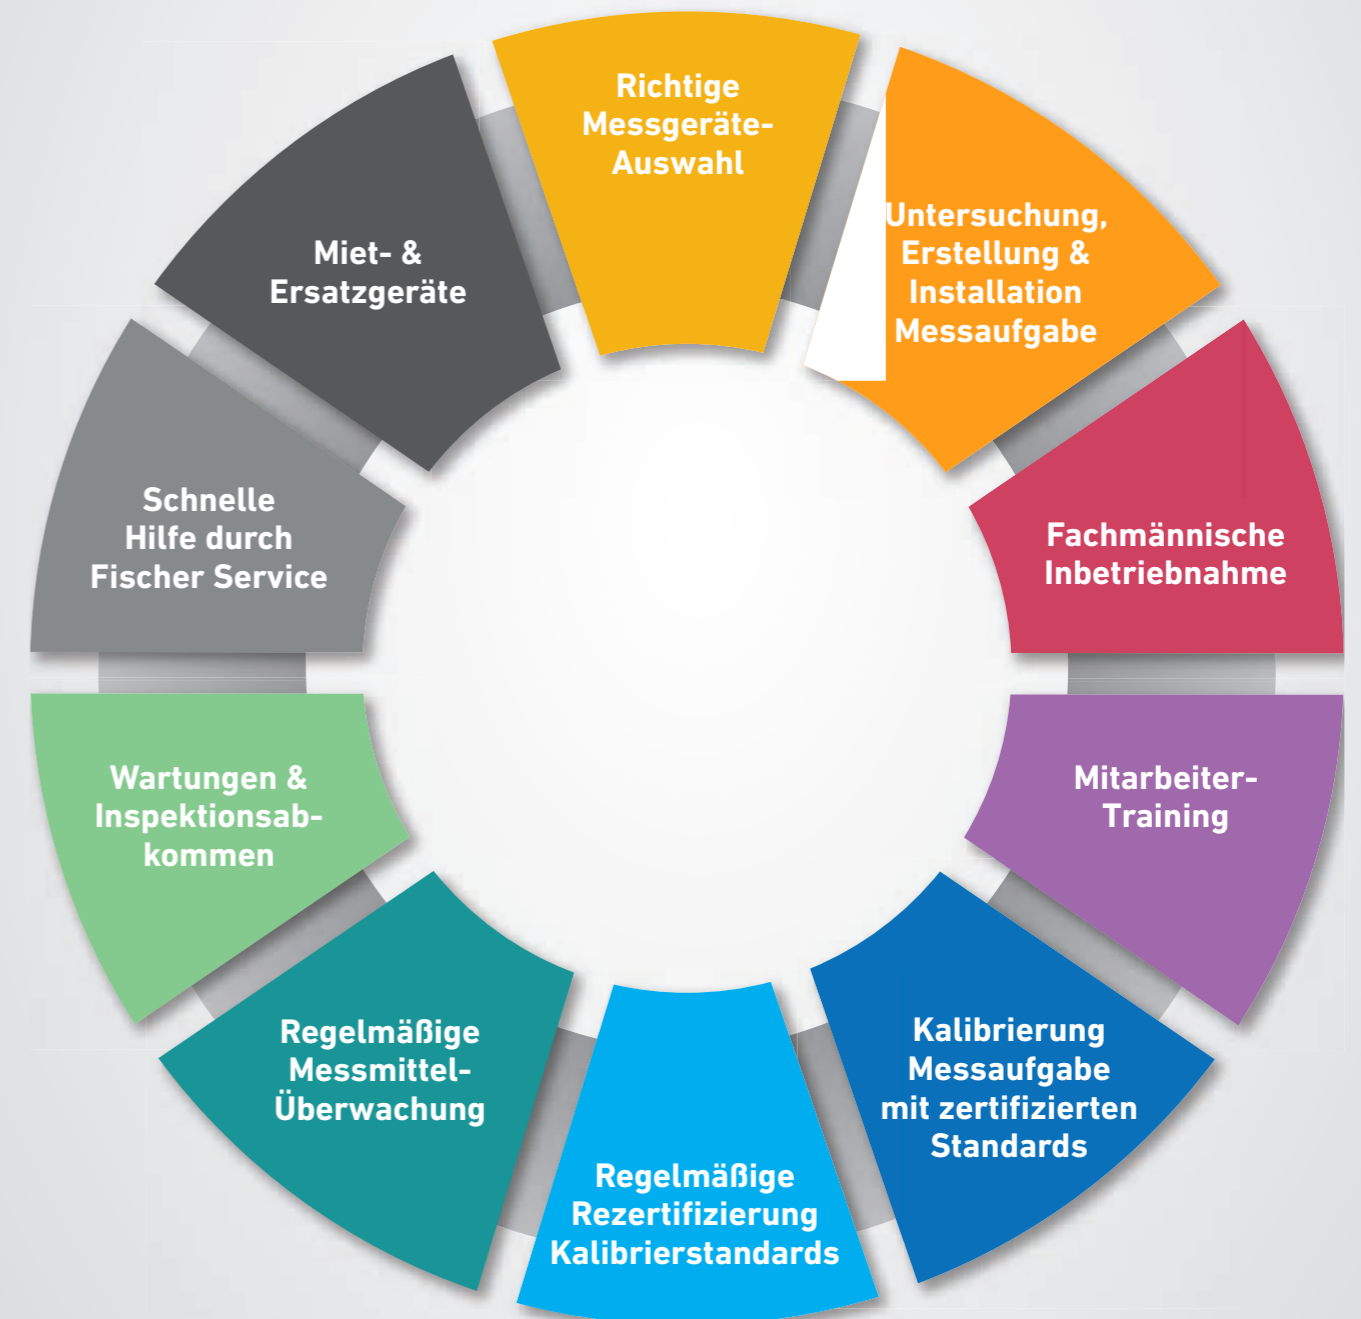 Richtige
Messgeräte-
Auswahl
Untersuchung,
Erstellung &
Installation
Messaufgabe
Fachmännische
Inbetriebnahme
Mitarbeiter-
Training
Kalibrierung
Messaufgabe
mit zertifizierten
Standards
Regelmäßige
Rezertifizierung
Kalibrierstandards
Regelmäßige
Messmittel-
Überwachung
Wartungen &
Inspektionsab-
kommen
Schnelle
Hilfe durch
Fischer Service
Miet- &
Ersatzgeräte